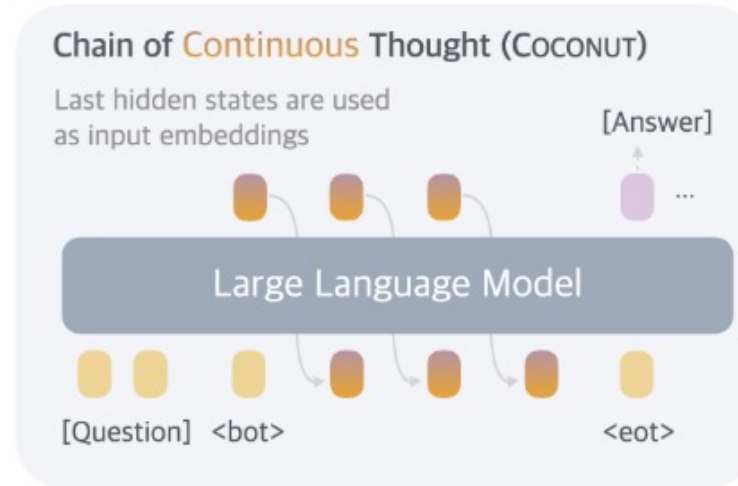 Chain of Continuous Thought (COCONUT)
Last hidden states are used
as input embeddings
[Answer]
...
Large Language Model
[Question] <bot> <eot>